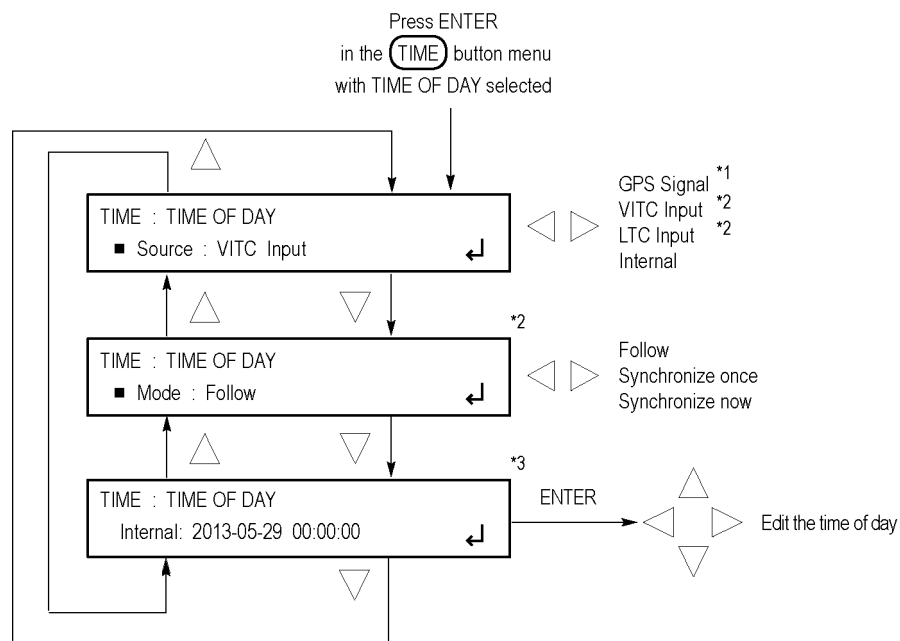 Press ENTER
in the TIME button menu
with TIME OF DAY selected
TIME : TIME OF DAY
■ Source : VITC Input
GPS Signal *1
VITC Input *2
LTC Input *2
Internal
*2
TIME : TIME OF DAY
■ Mode : Follow
Follow
Synchronize once
Synchronize now
*3
TIME : TIME OF DAY
Internal: 2013-05-29 00:00:00
ENTER
Edit the time of day